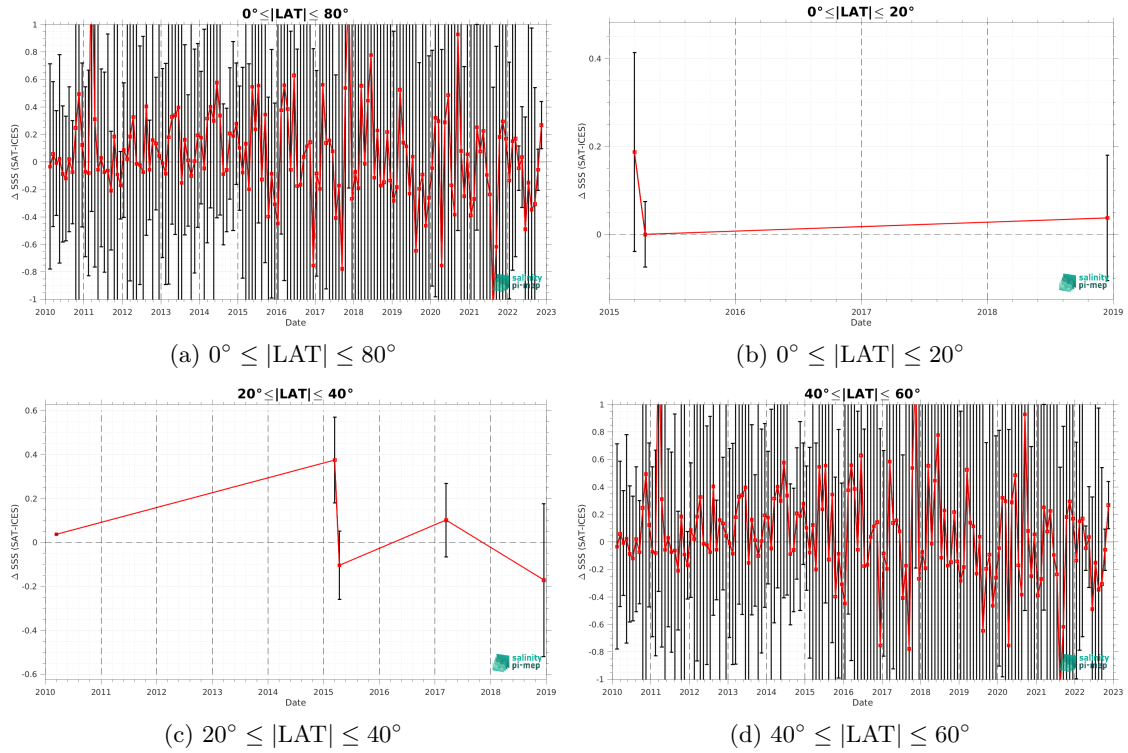 0°≤|LAT|≤ 80°
1
0.8
0.6
0.4
0.2
0
-0.2
-0.4
-0.6
-0.8
-1
Δ SSS (SAT-ICES)
2010 2011 2012 2013 2014 2015 2016 2017 2018 2019 2020 2021 2022 2023
Date
salinity
pi-mep
(a) 0° ≤ |LAT| ≤ 80°
0°≤|LAT|≤ 20°
0.4
0.2
0
Δ SSS (SAT-ICES)
2015 2016 2017 2018 2019
Date
salinity
pi-mep
(b) 0° ≤ |LAT| ≤ 20°
20°≤|LAT|≤ 40°
0.6
0.4
0.2
0
-0.2
-0.4
-0.6
Δ SSS (SAT-ICES)
2010 2011 2012 2013 2014 2015 2016 2017 2018 2019
Date
salinity
pi-mep
(c) 20° ≤ |LAT| ≤ 40°
40°≤|LAT|≤ 60°
1
0.8
0.6
0.4
0.2
0
-0.2
-0.4
-0.6
-0.8
-1
Δ SSS (SAT-ICES)
2010 2011 2012 2013 2014 2015 2016 2017 2018 2019 2020 2021 2022 2023
Date
salinity
pi-mep
(d) 40° ≤ |LAT| ≤ 60°